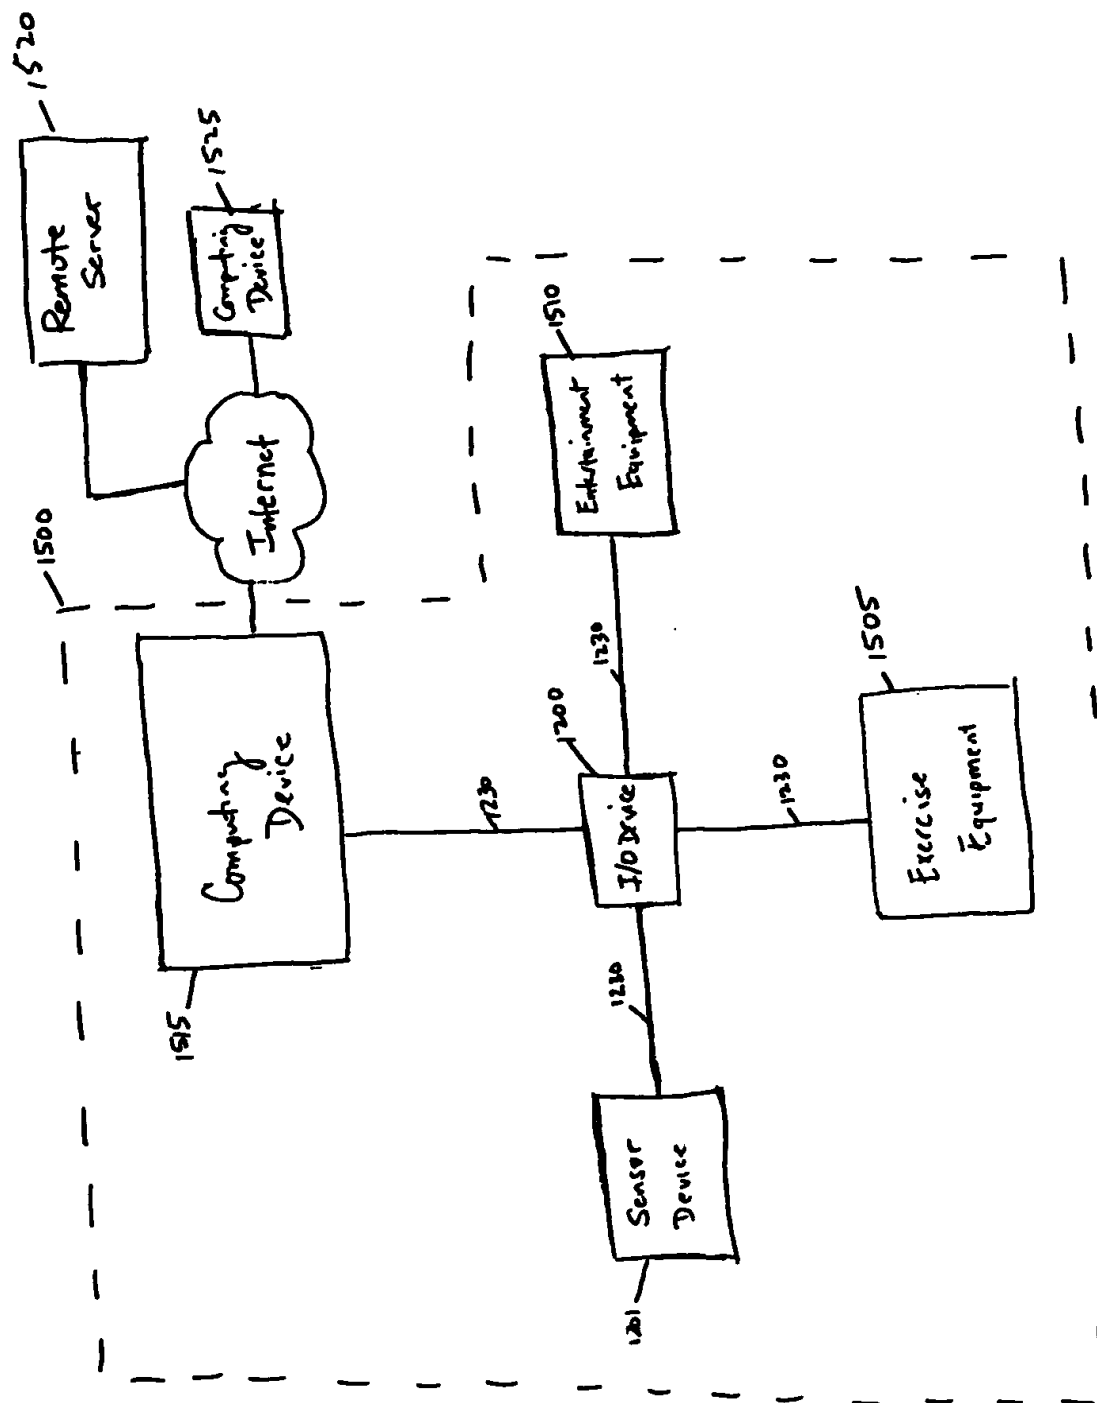 1520
Remote
Server
1525
Computing
Device
1500
Internet
1510
Entertainment
Equipment
Computing
Device
1515
1230
1200
1230
I/O Device
1230
1505
Exercise
Equipment
1230
Sensor
Device
1201